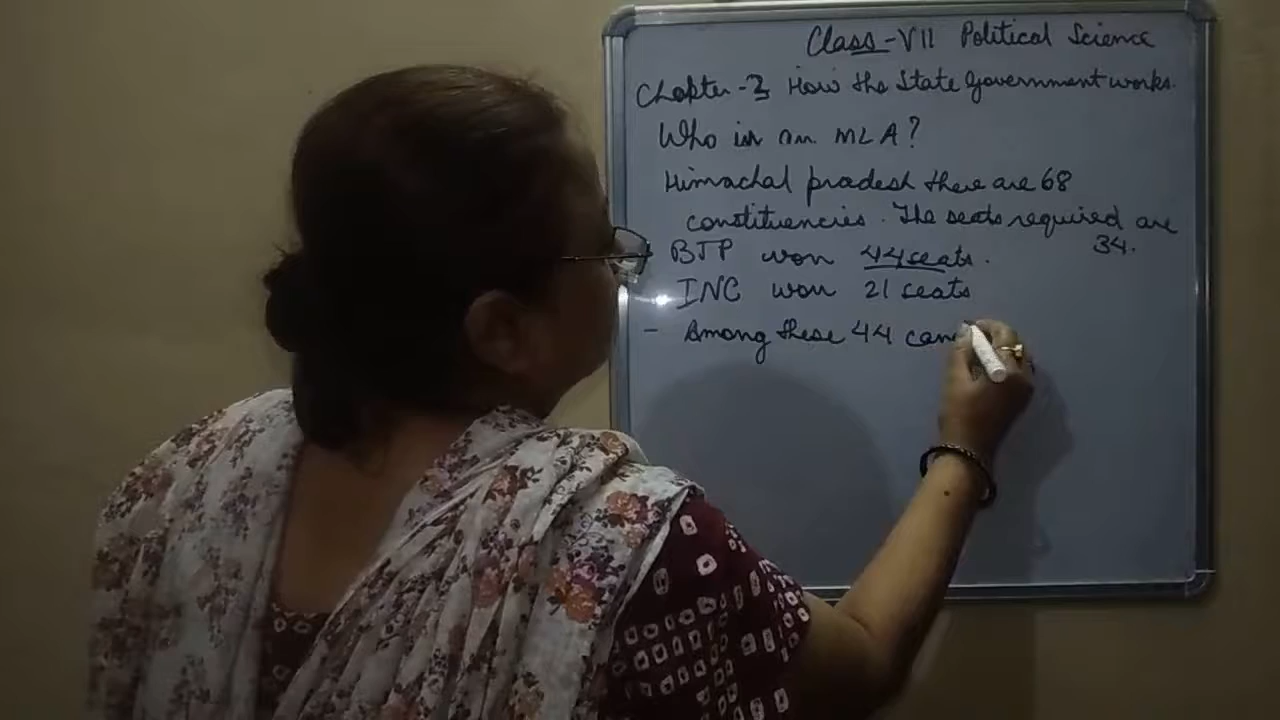 Class-VII Political Science
Chapter-3 How the State Government works.
Who is an MLA?
Himachal pradesh there are 68
constituencies. The seats required are
34.
BJP won 44 seats.
INC won 21 seats
- Among these 44 can